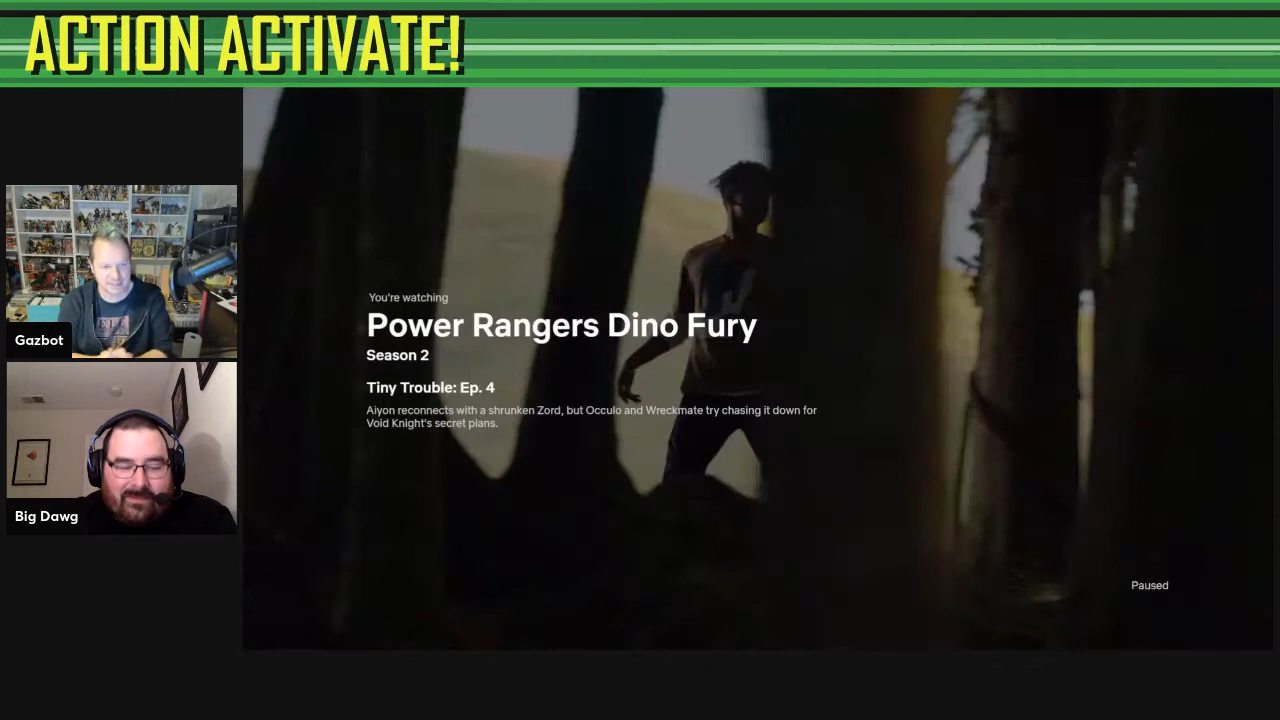 ACTION ACTIVATE!
Gazbot
Big Dawg
You're watching
Power Rangers Dino Fury
Season 2
Tiny Trouble: Ep. 4
Aiyon reconnects with a shrunken Zord, but Occulo and Wreckmate try chasing it down for
Void Knight's secret plans.
Paused